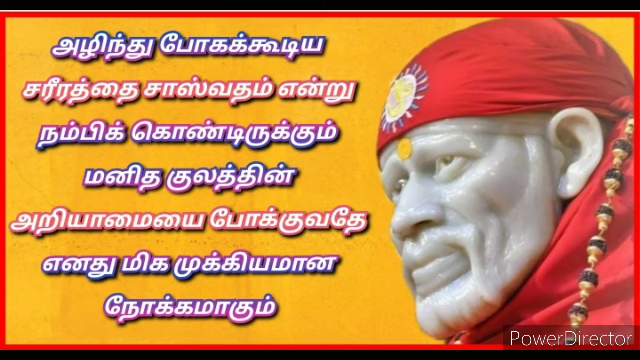 அழிந்து போகக்கூடிய
சரீரத்தை சாஸ்வதம் என்று
நம்பிக் கொண்டிருக்கும்
மனித குலத்தின்
அறியாமையை போக்குவதே
எனது மிக முக்கியமான
நோக்கமாகும்
PowerDirector